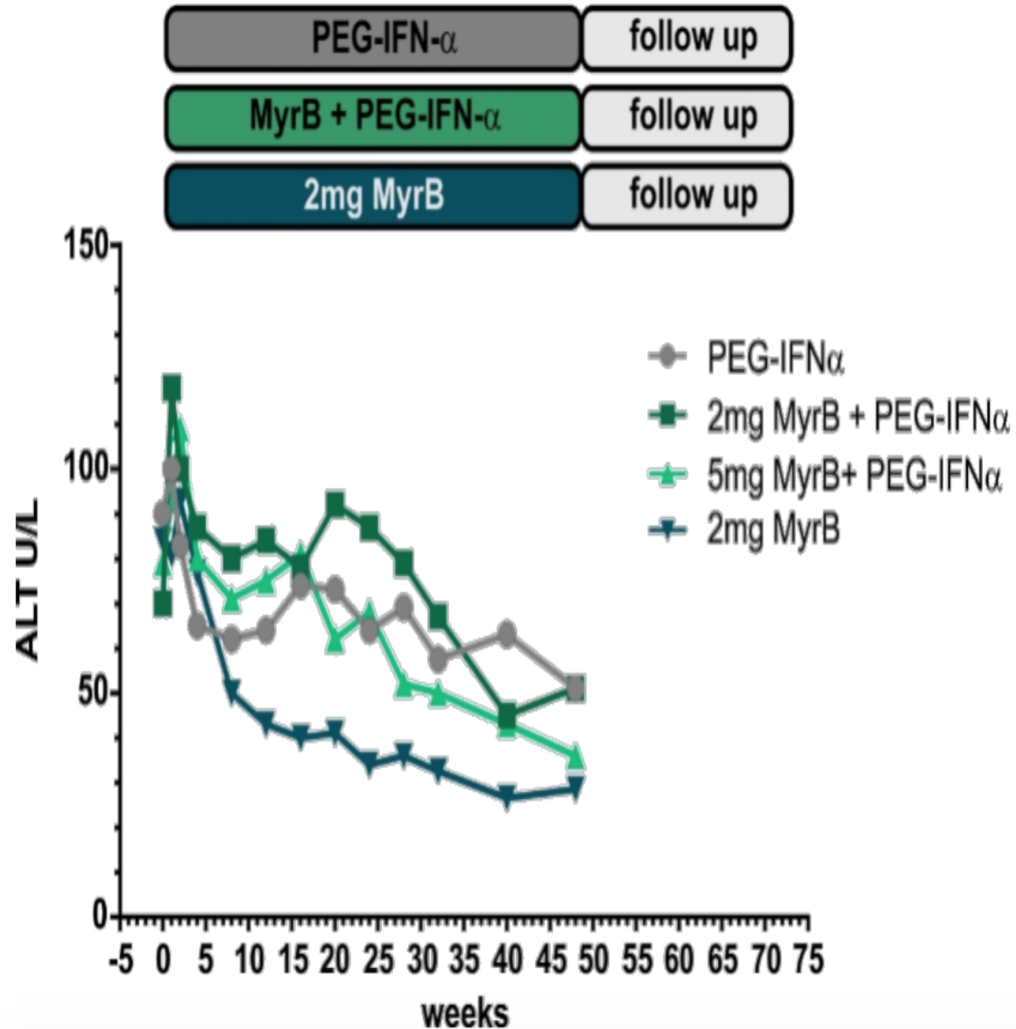 PEG-IFN-α follow up
MyrB + PEG-IFN-α follow up
2mg MyrB follow up
150
100
50
0
ALT U/L
PEG-IFNα
2mg MyrB + PEG-IFNα
5mg MyrB+ PEG-IFNα
2mg MyrB
-5 0 5 10 15 20 25 30 35 40 45 50 55 60 65 70 75
weeks